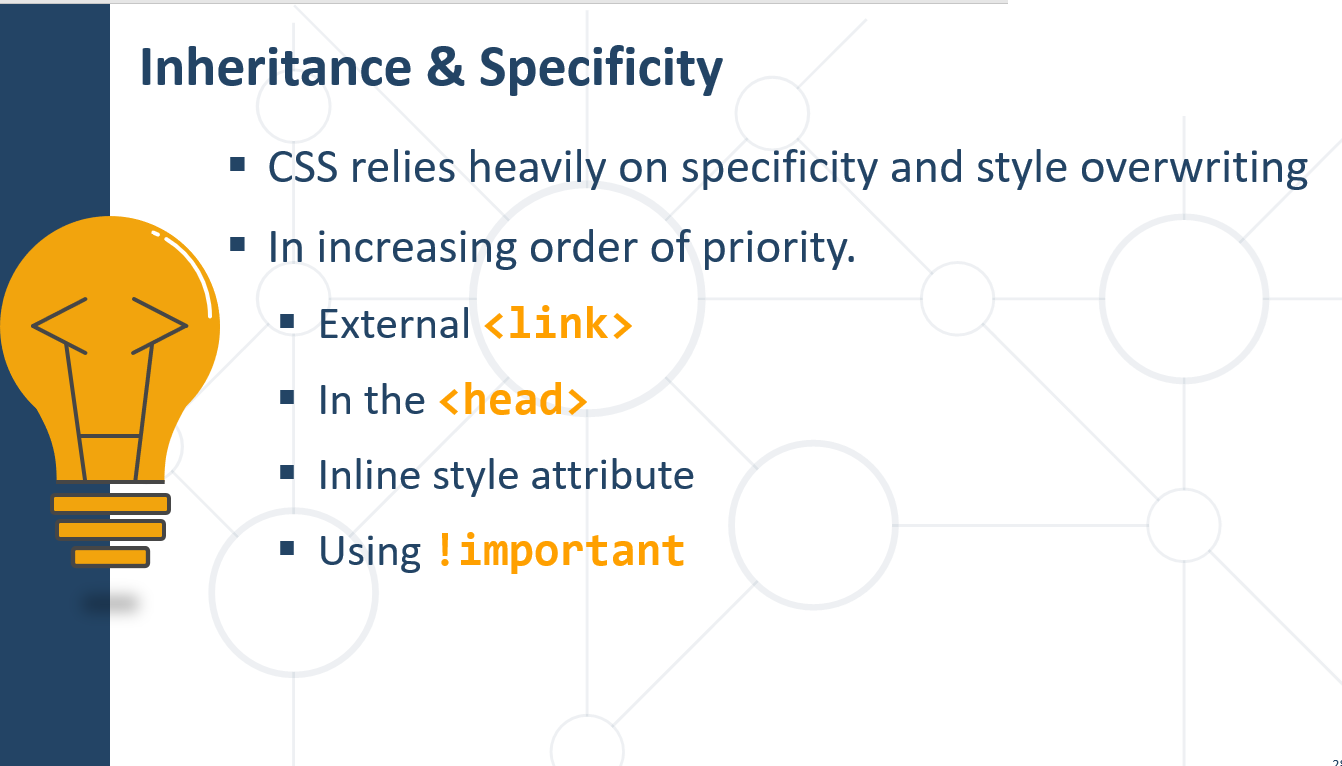 Inheritance & Specificity
▪ CSS relies heavily on specificity and style overwriting
▪ In increasing order of priority.
▪ External <link>
▪ In the <head>
▪ Inline style attribute
▪ Using !important